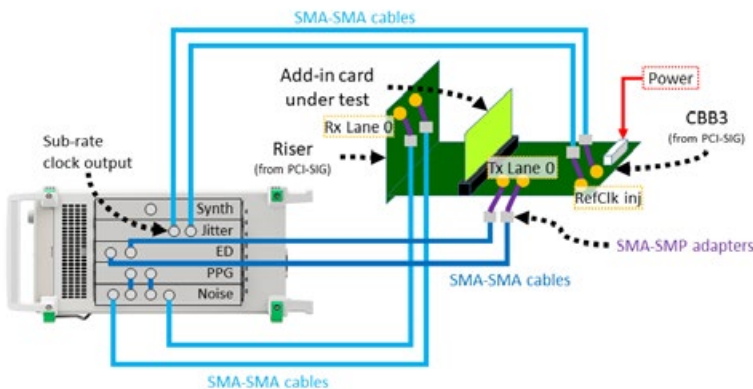 SMA-SMA cables
Add-in card
under test
Power
Rx Lane 0
CBB3
(from PCI-SIG)
Sub-rate
clock output
Riser
(from PCI-SIG)
Tx Lane 0
RefClk inj
Synth
Jitter
ED
PPG
Noise
SMA-SMP adapters
SMA-SMA cables
SMA-SMA cables